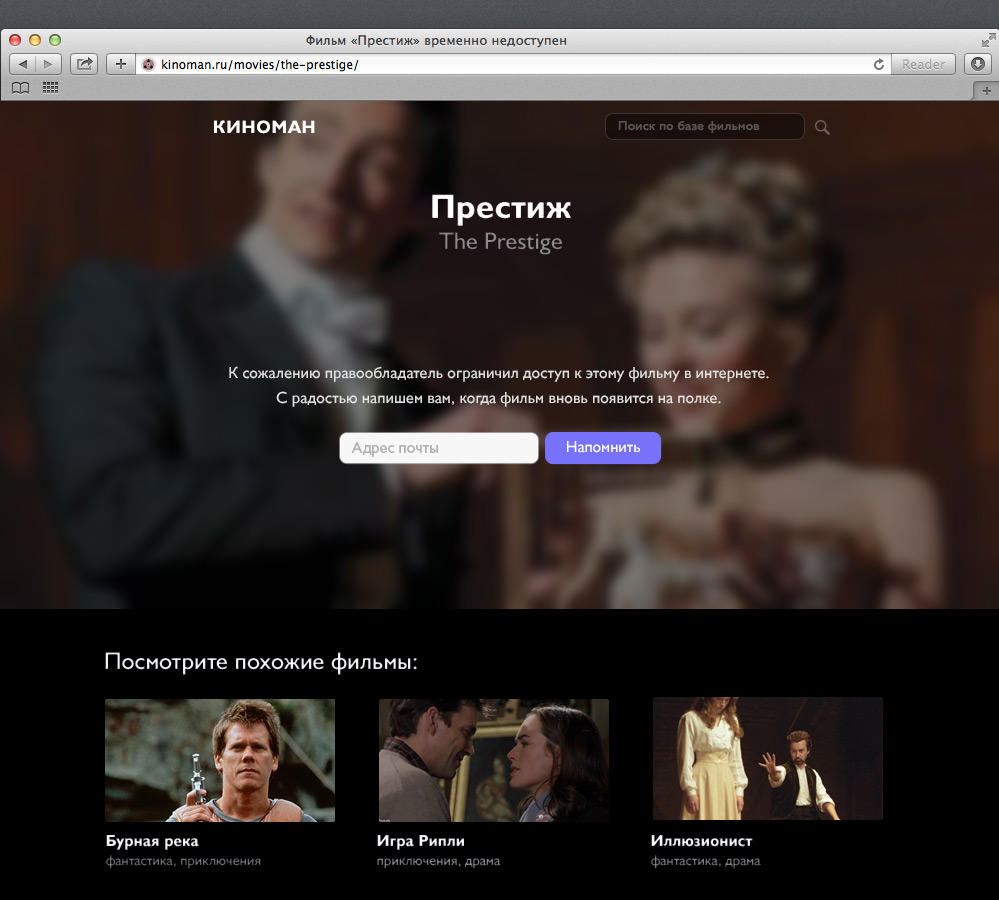 Фильм «Престиж» временно недоступен
kinoman.ru/movies/the-prestige/
Reader
КИНОМАН
Поиск по базе фильмов
Престиж
The Prestige
К сожалению правообладатель ограничил доступ к этому фильму в интернете.
С радостью напишем вам, когда фильм вновь появится на полке.
Адрес почты
Напомнить
Посмотрите похожие фильмы:
Бурная река
фантастика, приключения
Игра Рипли
приключения, драма
Иллюзионист
фантастика, драма